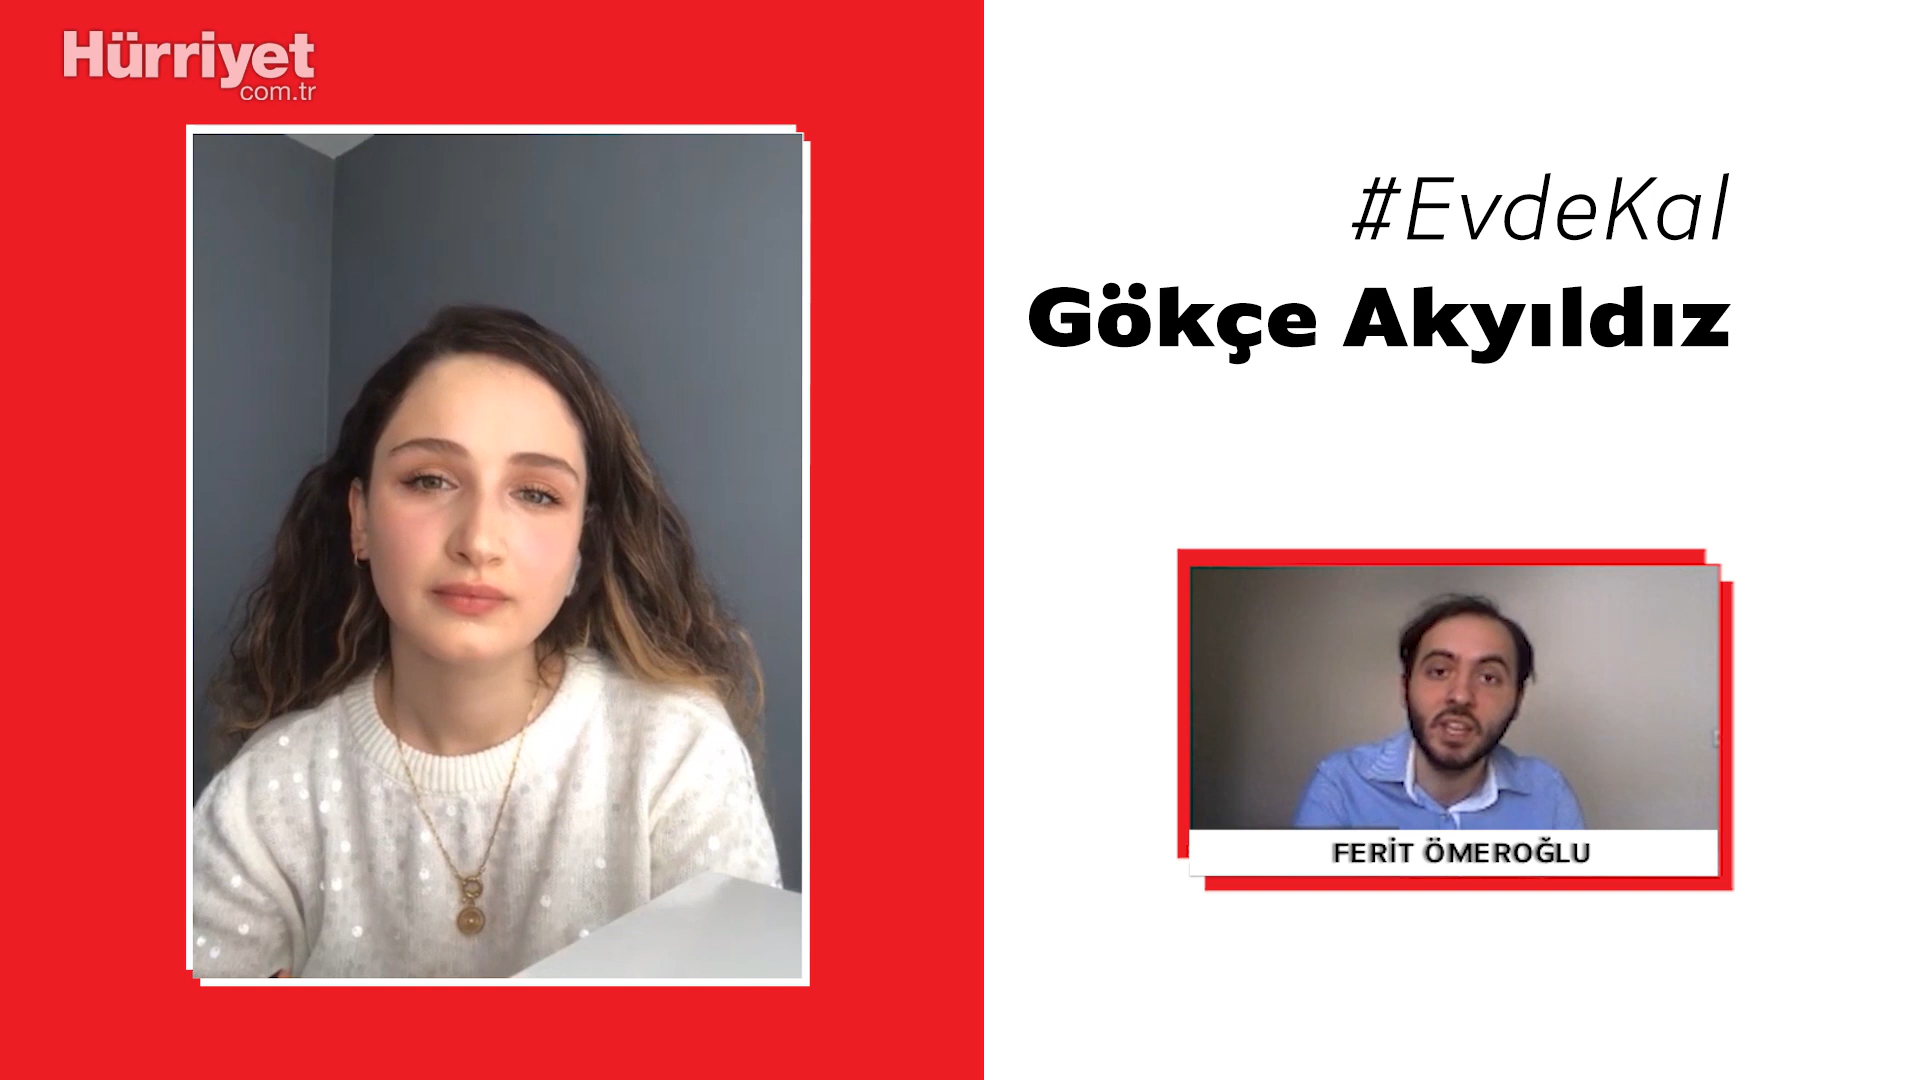 Hürriyet
com.tr
#EvdeKal
Gökçe Akyıldız
FERİT ÖMEROĞLU